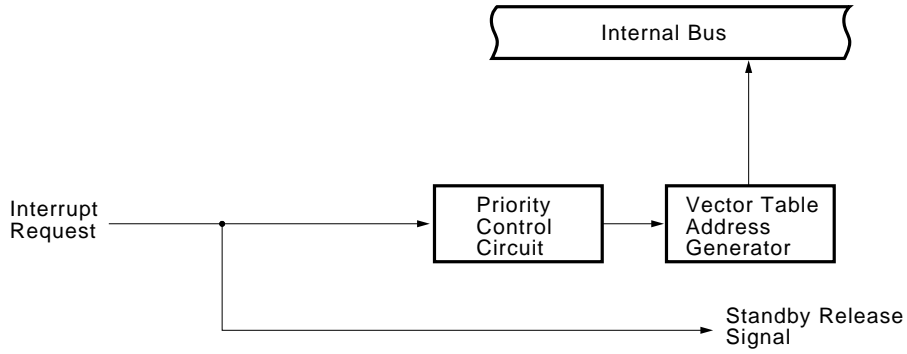 Internal Bus
Interrupt
Request
Priority
Control
Circuit
Vector Table
Address
Generator
Standby Release
Signal